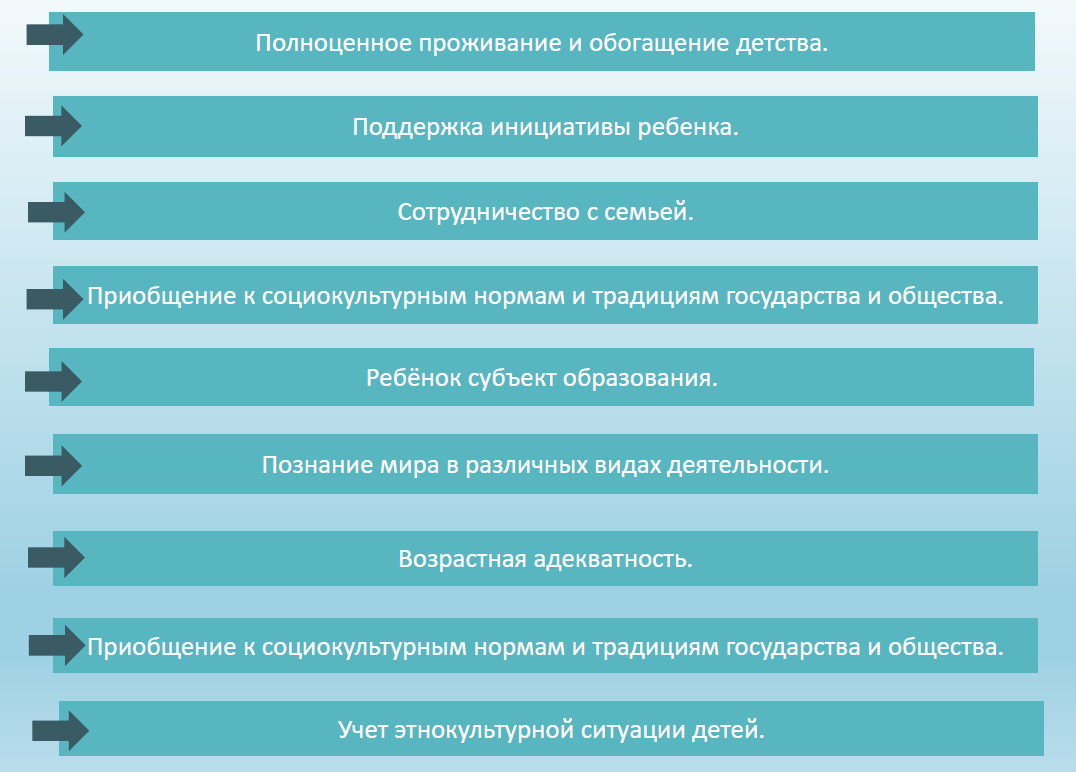 Полноценное проживание и обогащение детства.
Поддержка инициативы ребенка.
Сотрудничество с семьей.
Приобщение к социокультурным нормам и традициям государства и общества.
Ребёнок субъект образования.
Познание мира в различных видах деятельности.
Возрастная адекватность.
Приобщение к социокультурным нормам и традициям государства и общества.
Учет этнокультурной ситуации детей.